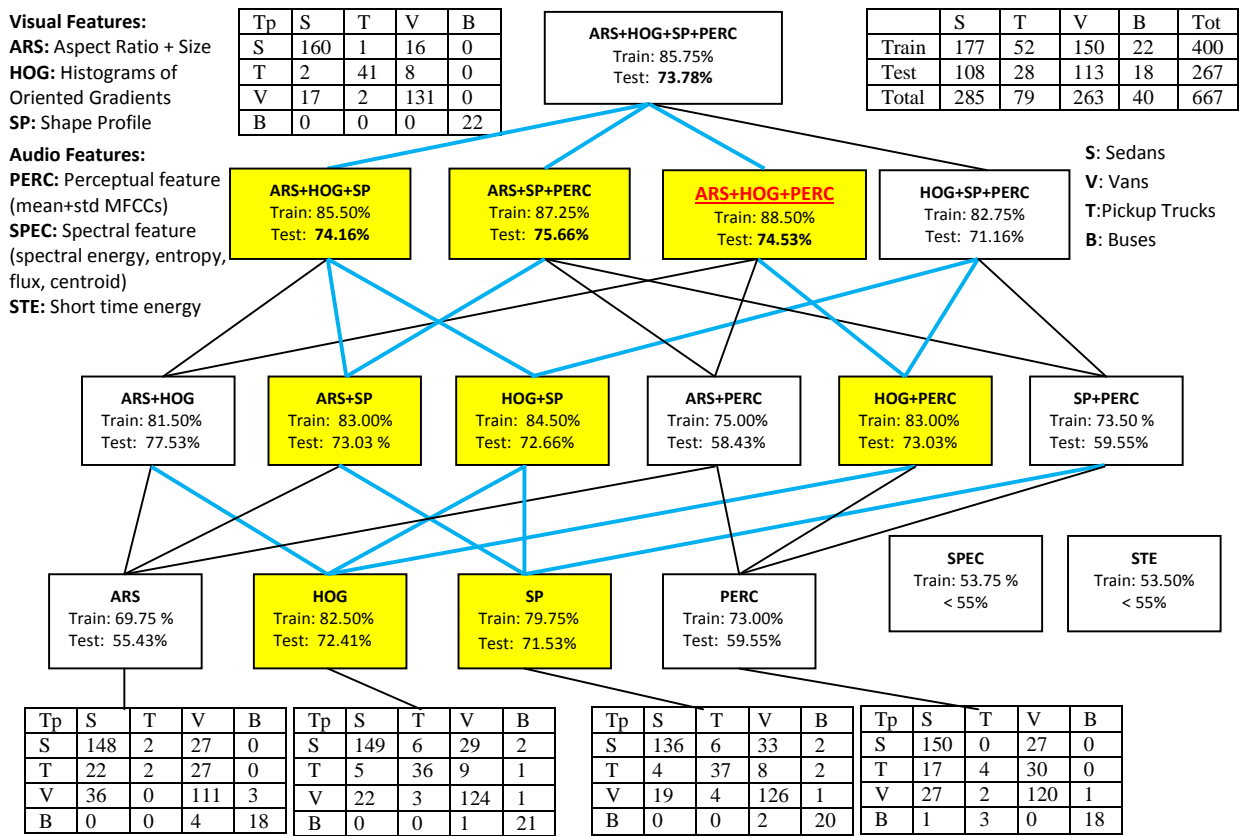 Visual Features:
ARS: Aspect Ratio + Size
HOG: Histograms of
Oriented Gradients
SP: Shape Profile
Audio Features:
PERC: Perceptual feature
(mean+std MFCCs)
SPEC: Spectral feature
(spectral energy, entropy,
flux, centroid)
STE: Short time energy
Tp S T V B
S 160 1 16 0
T 2 41 8 0
V 17 2 131 0
B 0 0 0 22
ARS+HOG+SP+PERC
Train: 85.75%
Test: 73.78%
S T V B Tot
Train 177 52 150 22 400
Test 108 28 113 18 267
Total 285 79 263 40 667
S: Sedans
V: Vans
T:Pickup Trucks
B: Buses
ARS+HOG+SP
Train: 85.50%
Test: 74.16%
ARS+SP+PERC
Train: 87.25%
Test: 75.66%
ARS+HOG+PERC
Train: 88.50%
Test: 74.53%
HOG+SP+PERC
Train: 82.75%
Test: 71.16%
ARS+HOG
Train: 81.50%
Test: 77.53%
ARS+SP
Train: 83.00%
Test: 73.03 %
HOG+SP
Train: 84.50%
Test: 72.66%
ARS+PERC
Train: 75.00%
Test: 58.43%
HOG+PERC
Train: 83.00%
Test: 73.03%
SP+PERC
Train: 73.50 %
Test: 59.55%
ARS
Train: 69.75 %
Test: 55.43%
HOG
Train: 82.50%
Test: 72.41%
SP
Train: 79.75%
Test: 71.53%
PERC
Train: 73.00%
Test: 59.55%
SPEC
Train: 53.75 %
< 55%
STE
Train: 53.50%
< 55%
Tp S T V B
S 148 2 27 0
T 22 2 27 0
V 36 0 111 3
B 0 0 4 18
Tp S T V B
S 149 6 29 2
T 5 36 9 1
V 22 3 124 1
B 0 0 1 21
Tp S T V B
S 136 6 33 2
T 4 37 8 2
V 19 4 126 1
B 0 0 2 20
Tp S T V B
S 150 0 27 0
T 17 4 30 0
V 27 2 120 1
B 1 3 0 18